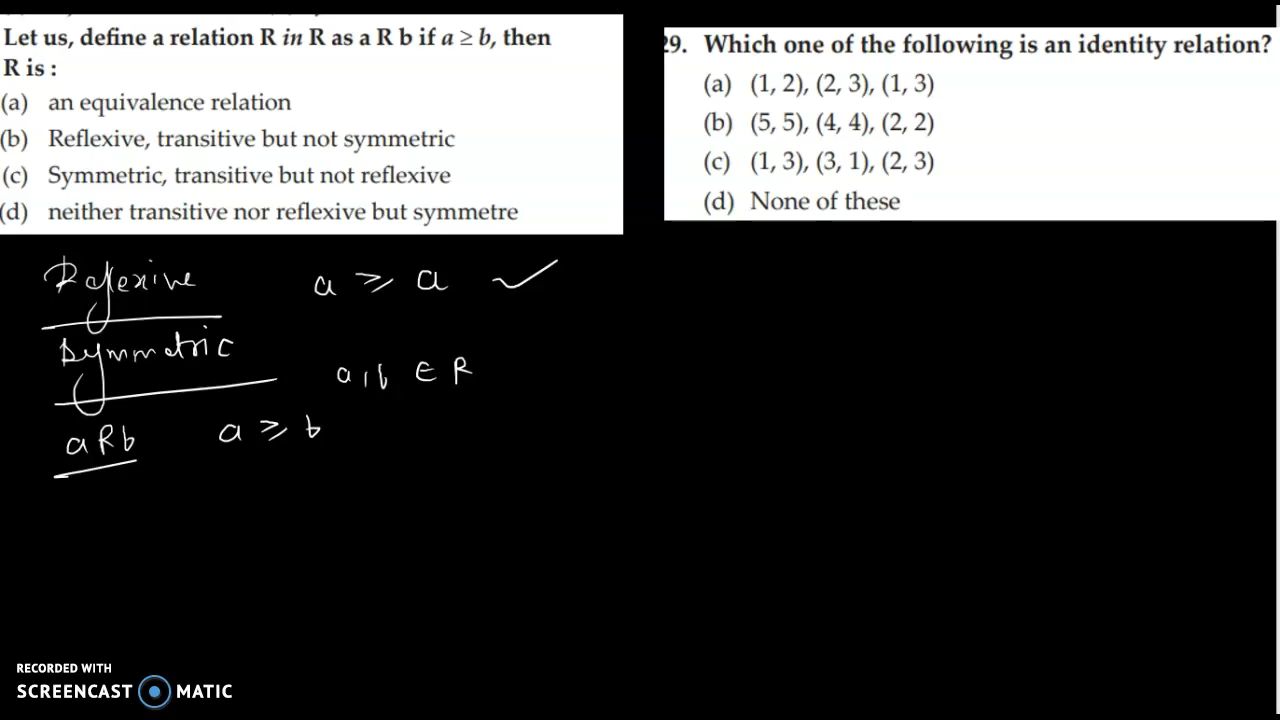 Let us, define a relation R in R as a R b if a ≥ b, then
R is :
(a) an equivalence relation
(b) Reflexive, transitive but not symmetric
(c) Symmetric, transitive but not reflexive
(d) neither transitive nor reflexive but symmetre
29. Which one of the following is an identity relation?
(a) (1, 2), (2, 3), (1, 3)
(b) (5, 5), (4, 4), (2, 2)
(c) (1, 3), (3, 1), (2, 3)
(d) None of these
Reflexive a ≥ a ✓
Symmetric
a, b ∈ R
aRb a ≥ b
RECORDED WITH
SCREENCAST MATIC